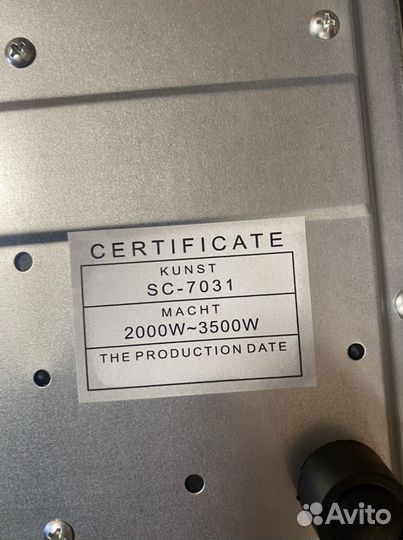 CERTIFICATE
KUNST
SC-7031
MACHT
2000W~3500W
THE PRODUCTION DATE
Avito